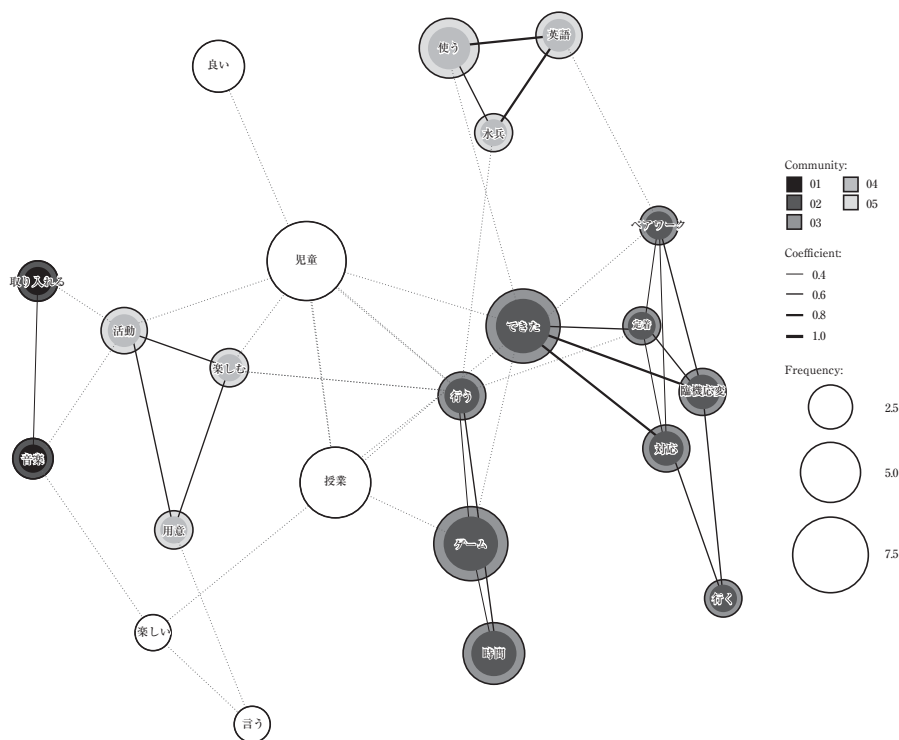 使う
英語
良い
水兵
Community:
01 04
02 05
03
ペアワーク
Coefficient:
0.4
0.6
0.8
1.0
児童
取り入れる
活動
できた
定着
楽しむ
Frequency:
行う
臨機応変
2.5
音楽
対応
授業
5.0
用意
ゲーム
7.5
行く
楽しい
時間
言う